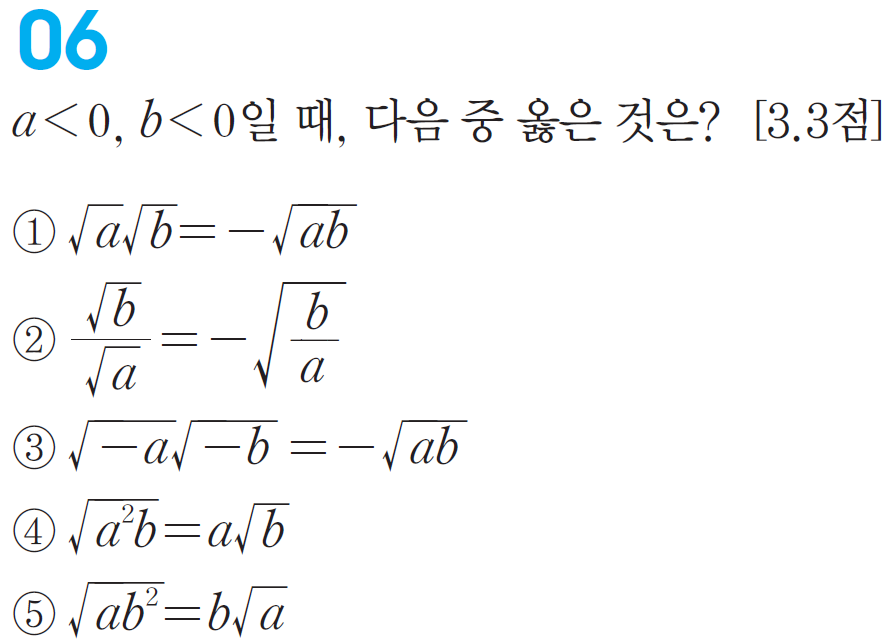 06
a<0, b<0일 때, 다음 중 옳은 것은? [3.3점]
① √a√b=-√(ab)
② √b/√a=-√(b/a)
③ √(-a)√(-b)=-√(ab)
④ √(a²b)=a√b
⑤ √(ab²)=b√a